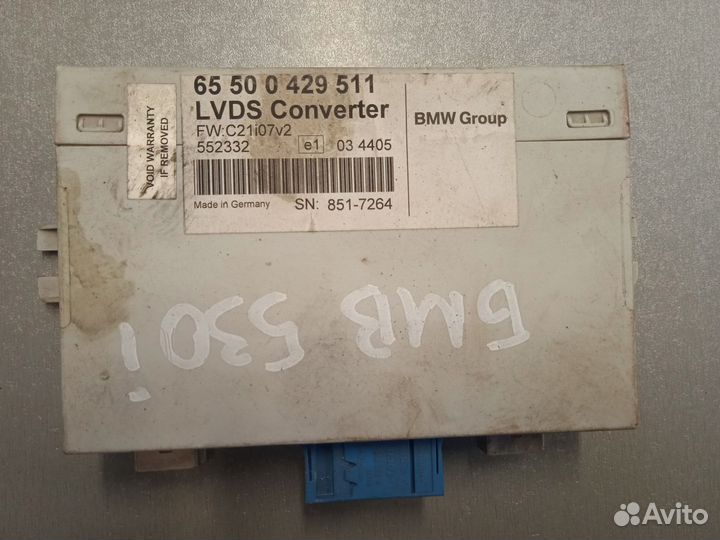 VOID WARRANTY
IF REMOVED
65 50 0 429 511
LVDS Converter
FW:C21i07v2
552332 e1 03 4405
Made in Germany SN: 851-7264
BMW Group
БМВ 530i
Avito